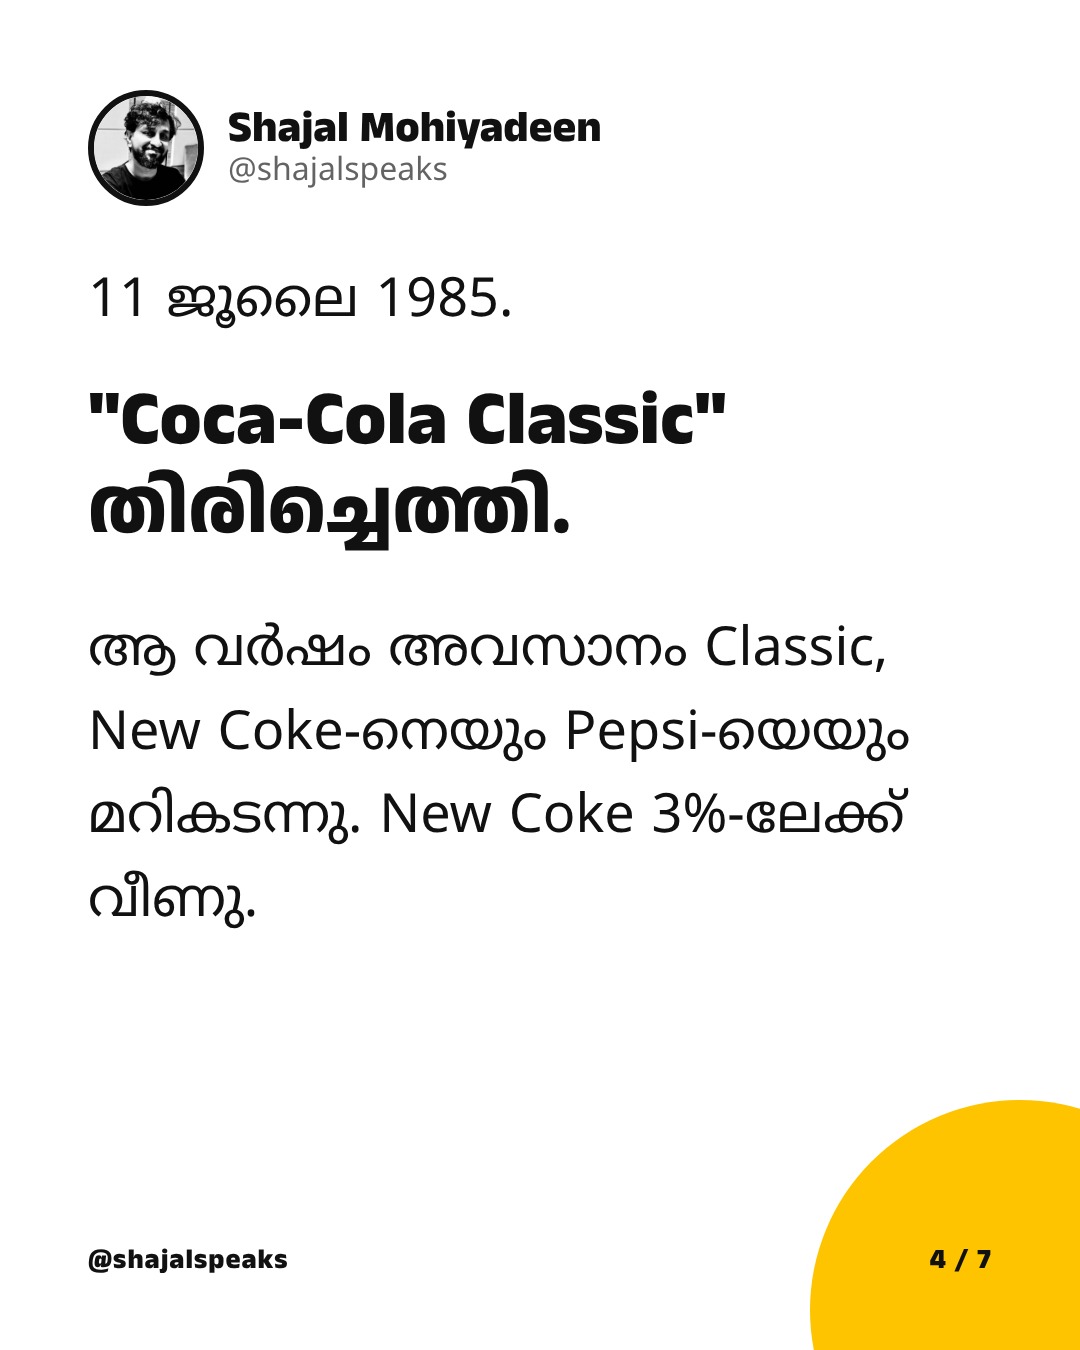 Shajal Mohiyadeen
@shajalspeaks
11 ജൂലൈ 1985.
"Coca-Cola Classic"
തിരിച്ചെത്തി.
ആ വർഷം അവസാനം Classic,
New Coke-നെയും Pepsi-യെയും
മറികടന്നു. New Coke 3%-ലേക്ക്
വീണു.
@shajalspeaks
4 / 7